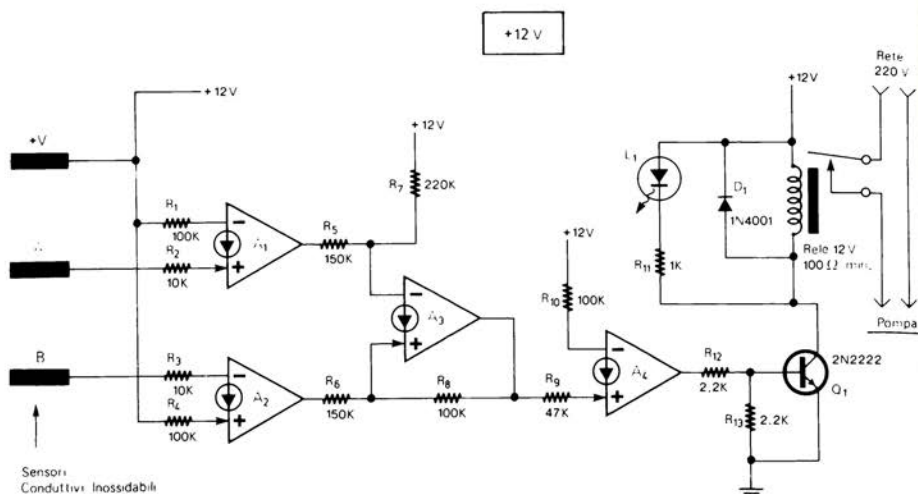 +12 V
Rete
220 V
+12V
+12V
+V
+12V
L1
R7
220K
D1
1N4001
R1
100K
R5
150K
A1
A
R2
10K
+12V
R11
1K
Relè 12V
100Ω min.
R10
100K
A3
Pompa
B
R3
10K
A2
R6
150K
R8
100K
R9
47K
A4
R12
2,2K
2N2222
Q1
R4
100K
R13
2.2K
Sensori
Conduttivi Inossidabili